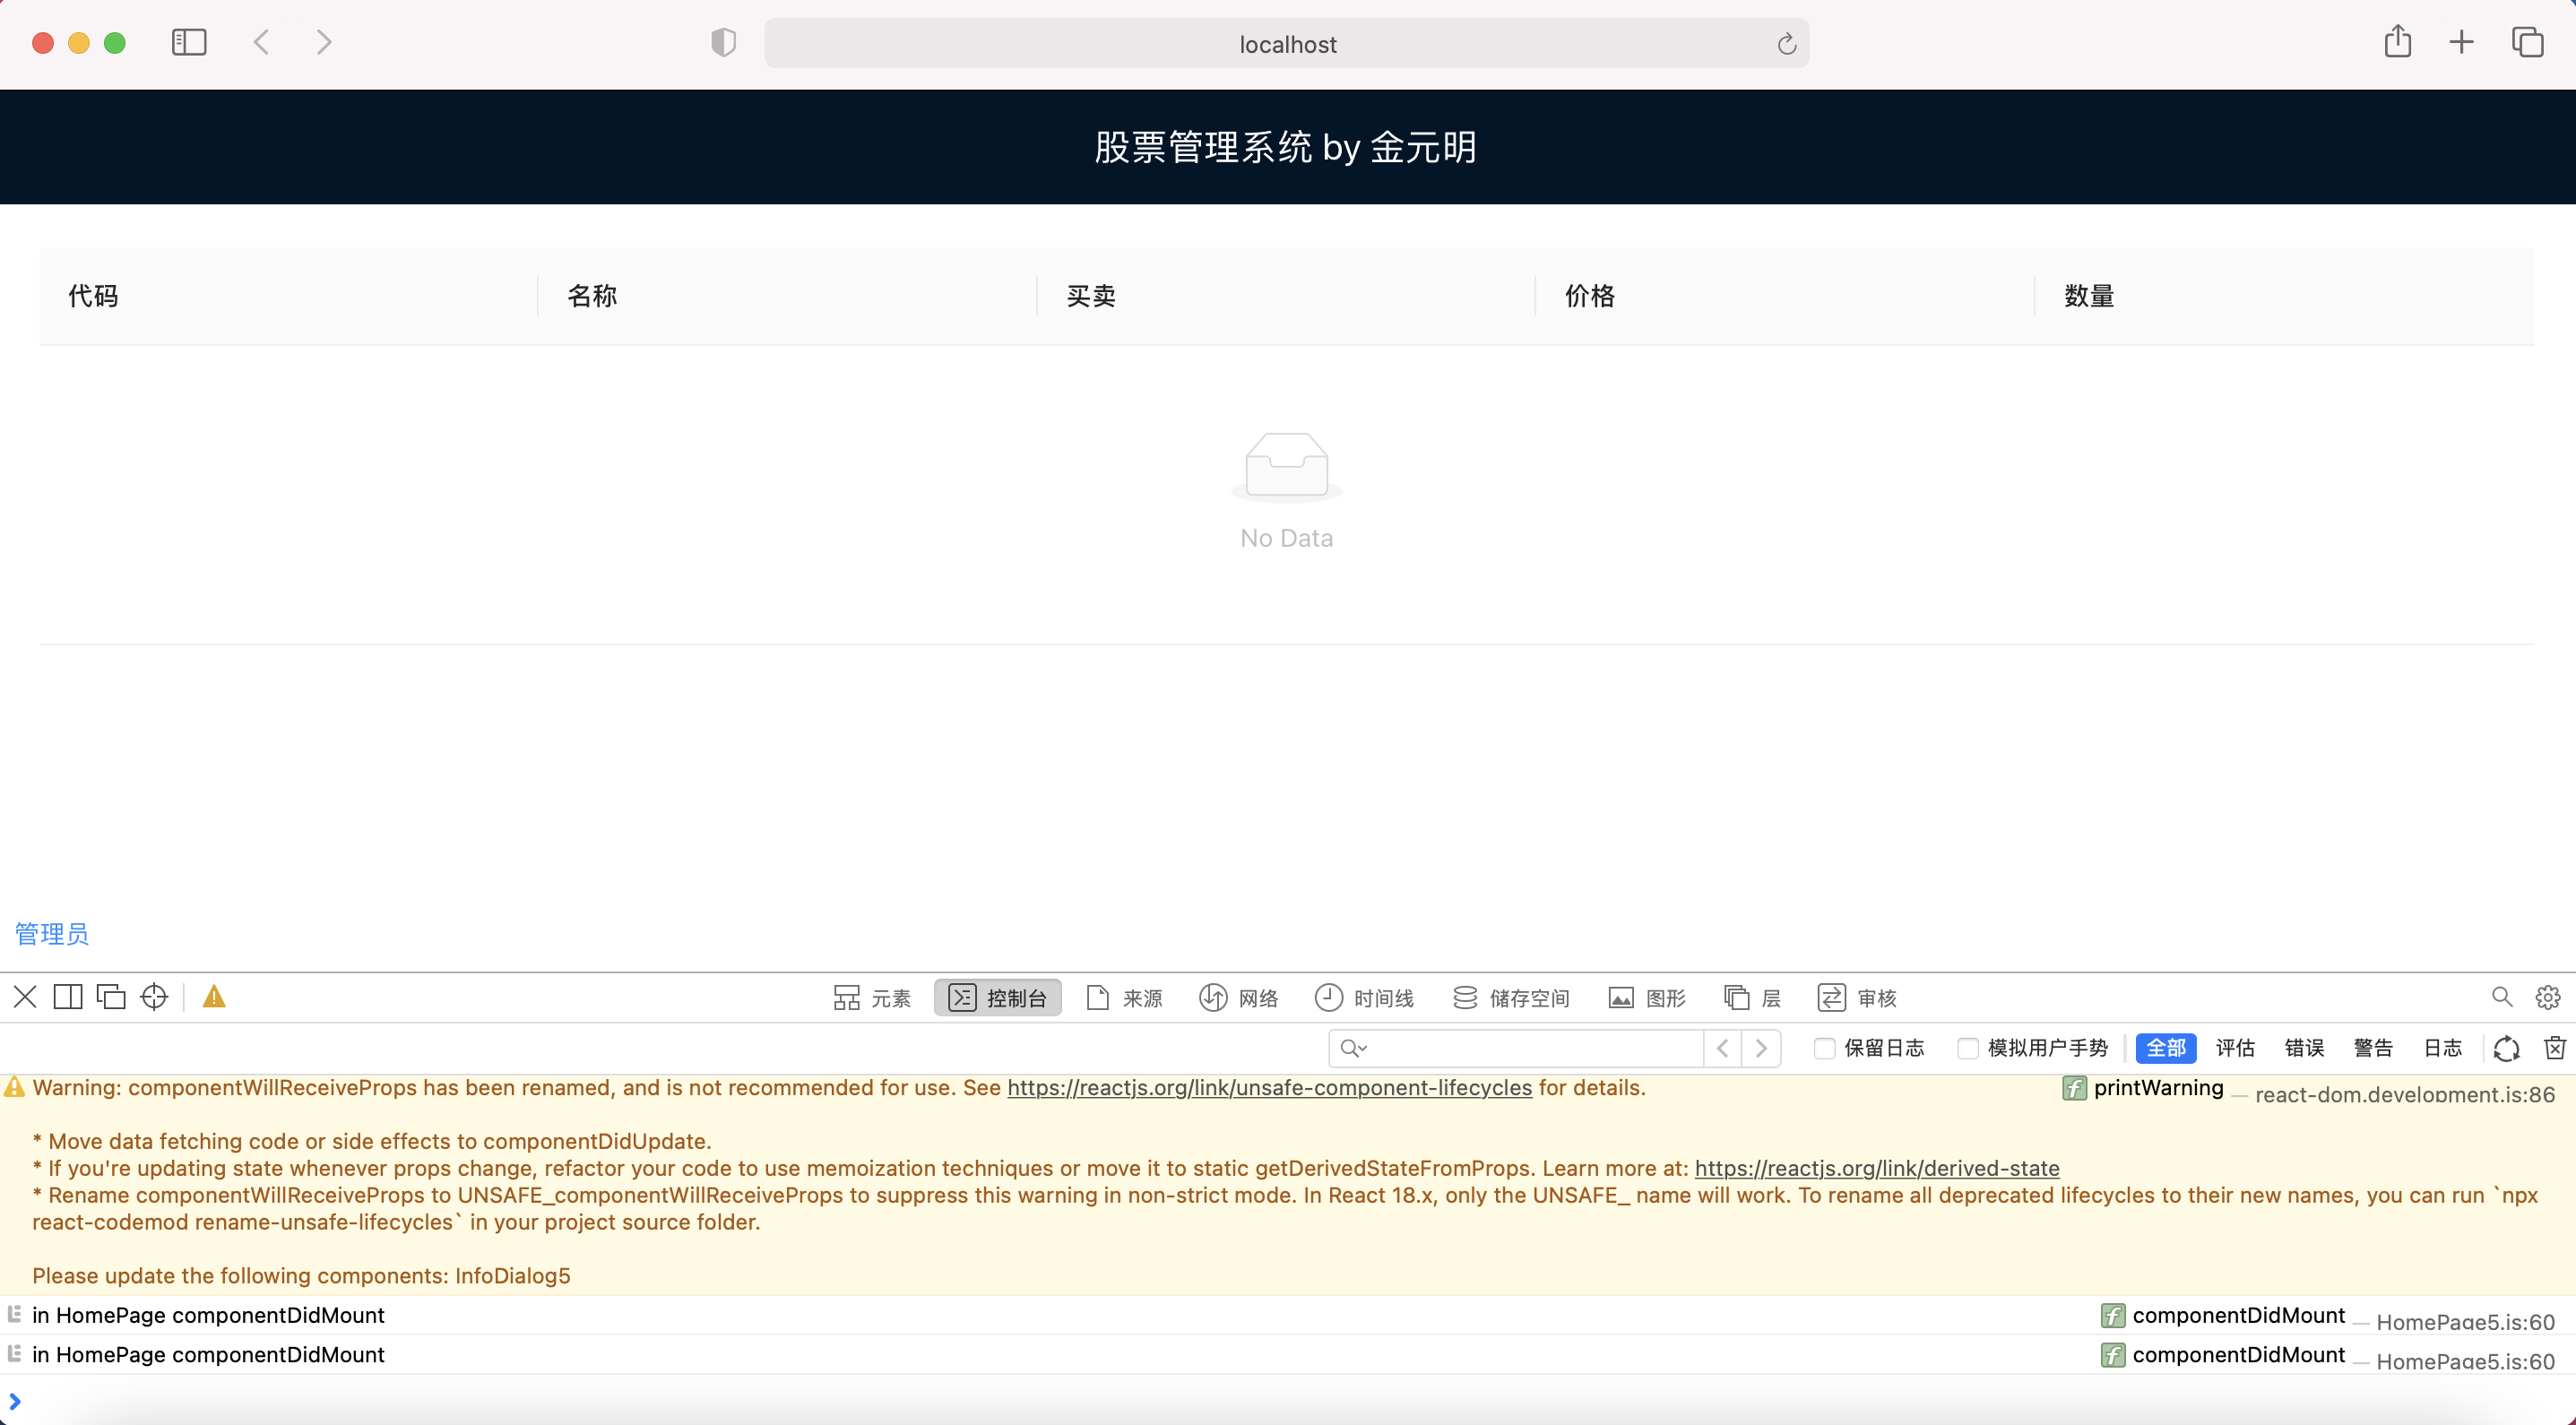 localhost
股票管理系统 by 金元明
代码 名称 买卖 价格 数量
No Data
管理员
元素 控制台 来源 网络 时间线 储存空间 图形 层 审核
保留日志 模拟用户手势 全部 评估 错误 警告 日志
Warning: componentWillReceiveProps has been renamed, and is not recommended for use. See https://reactjs.org/link/unsafe-component-lifecycles for details. f printWarning — react-dom.development.js:86
* Move data fetching code or side effects to componentDidUpdate.
* If you're updating state whenever props change, refactor your code to use memoization techniques or move it to static getDerivedStateFromProps. Learn more at: https://reactjs.org/link/derived-state
* Rename componentWillReceiveProps to UNSAFE_componentWillReceiveProps to suppress this warning in non-strict mode. In React 18.x, only the UNSAFE_ name will work. To rename all deprecated lifecycles to their new names, you can run `npx
react-codemod rename-unsafe-lifecycles` in your project source folder.
Please update the following components: InfoDialog5
in HomePage componentDidMount f componentDidMount — HomePage5.js:60
in HomePage componentDidMount f componentDidMount — HomePage5.js:60